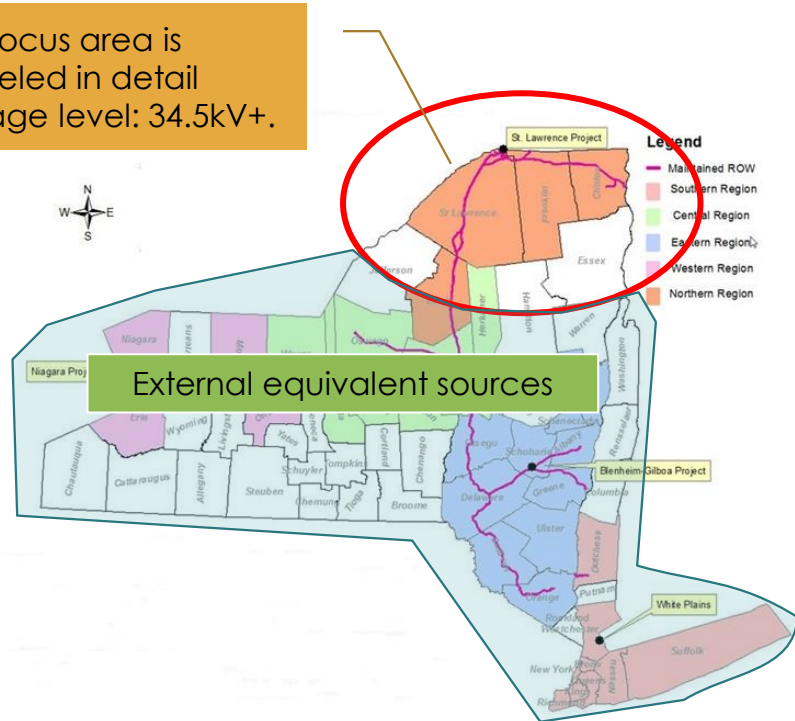 ocus area is
eled in detail
age level: 34.5kV+.
St. Lawrence Project
Legend
Maintained ROW
Southern Region
Central Region
Eastern Region
Western Region
Northern Region
N
W E
S
St Lawrence
Franklin
Clinton
Essex
Jefferson
Herkimer
Hamilton
Warren
Washington
Niagara
Oswego
Niagara Proj
External equivalent sources
Erie
Wyoming
Livingst
Yates
eneca
Cortland
Chenango
Otsego
Schoharie
Albany
Schenectady
Rensselaer
Blenheim-Gilboa Project
Chautauqua
Cattaraugus
Allegany
Steuben
Schuyler
Chemung
Tompkins
Tioga
Broome
Delaware
Greene
Columbia
Ulster
Dutchess
Orange
Putnam
White Plains
Rockland
Westchester
New York
Bronx
Queens
Kings
Richmond
Nassau
Suffolk